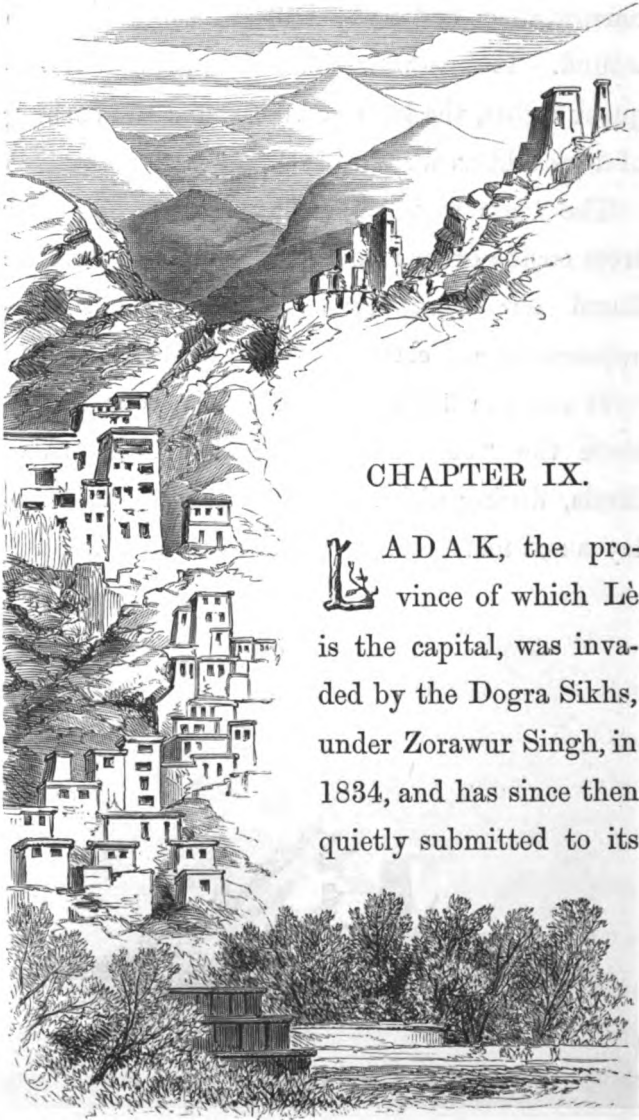 CHAPTER IX.
LADAK, the pro-
vince of which Lè
is the capital, was inva-
ded by the Dogra Sikhs,
under Zorawur Singh, in
1834, and has since then
quietly submitted to its